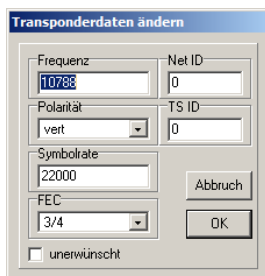 Transponderdaten ändern
Frequenz
10788
Net ID
0
Polarität
vert
TS ID
0
Symbolrate
22000
FEC
3/4
Abbruch
OK
unerwünscht